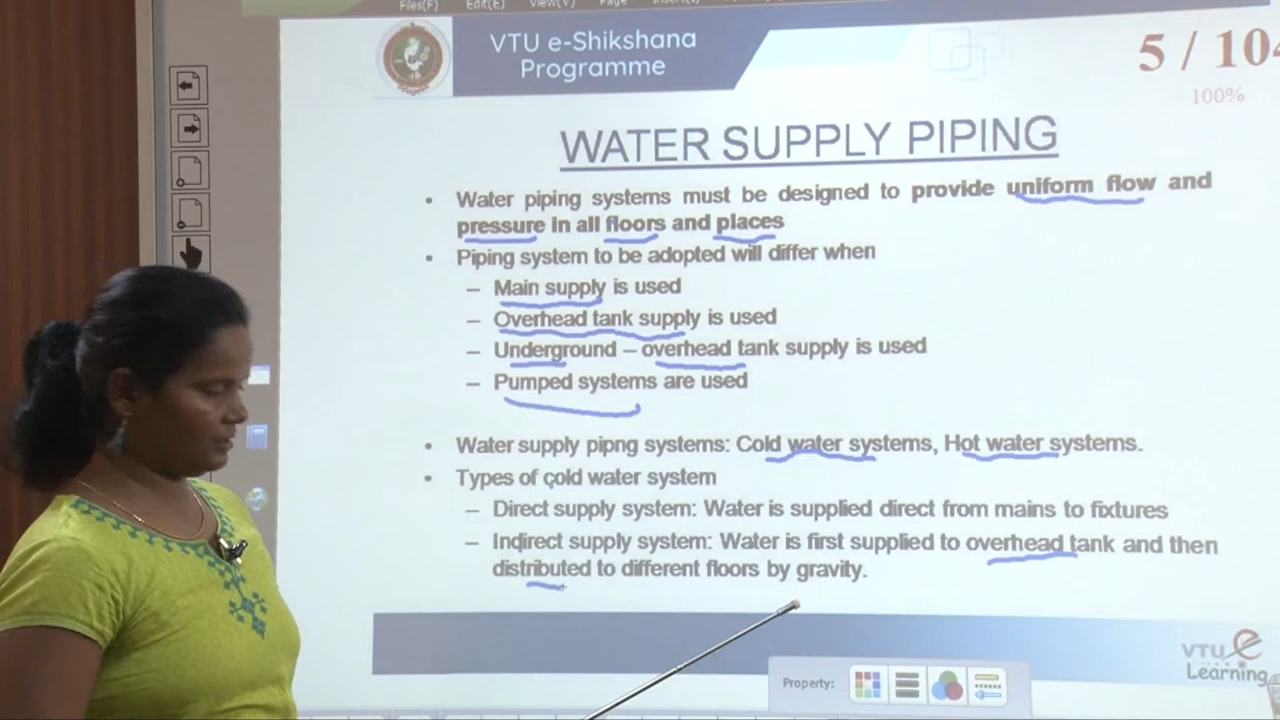 Files(F) Edit(E) View(V) Page
VTU e-Shikshana
Programme
5 / 104
100%
WATER SUPPLY PIPING
• Water piping systems must be designed to provide uniform flow and
pressure in all floors and places
• Piping system to be adopted will differ when
– Main supply is used
– Overhead tank supply is used
– Underground – overhead tank supply is used
– Pumped systems are used
• Water supply pipng systems: Cold water systems, Hot water systems.
• Types of cold water system
– Direct supply system: Water is supplied direct from mains to fixtures
– Indirect supply system: Water is first supplied to overhead tank and then
distributed to different floors by gravity.
VTU e
Learning
Property: